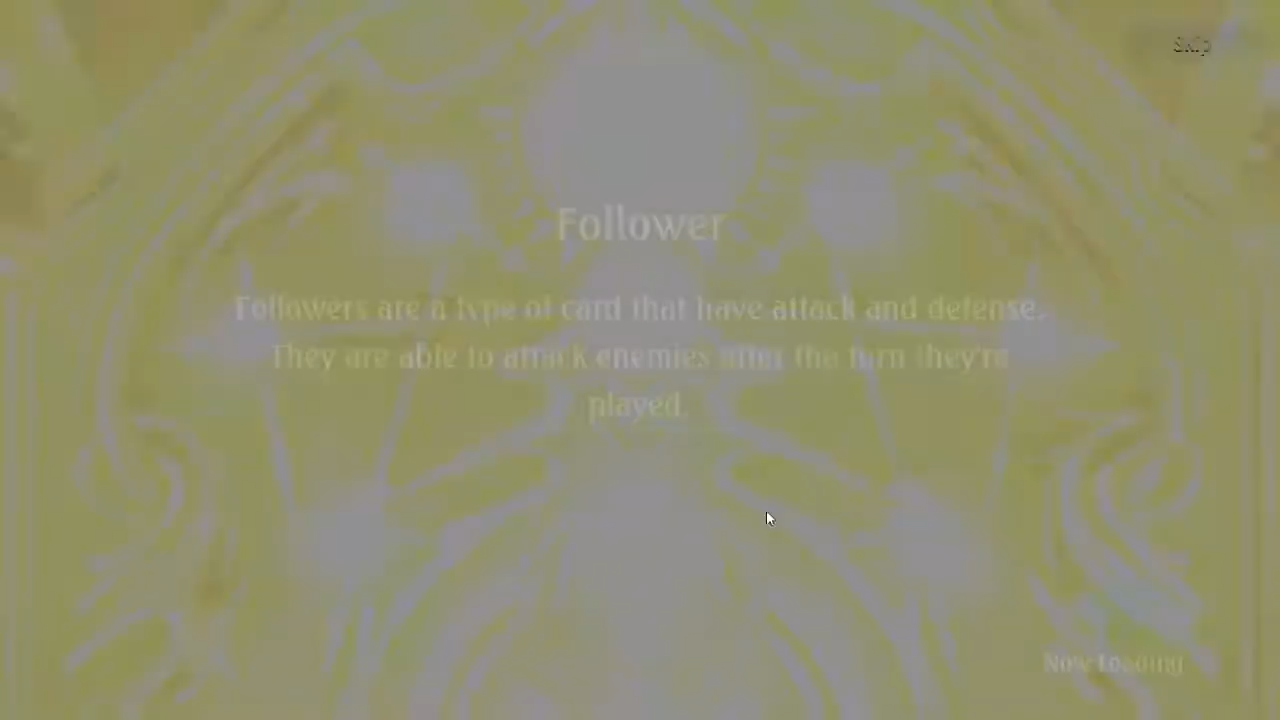 Skip
Follower
Followers are a type of card that have attack and defense.
They are able to attack enemies after the turn they're
played.
Now Loading